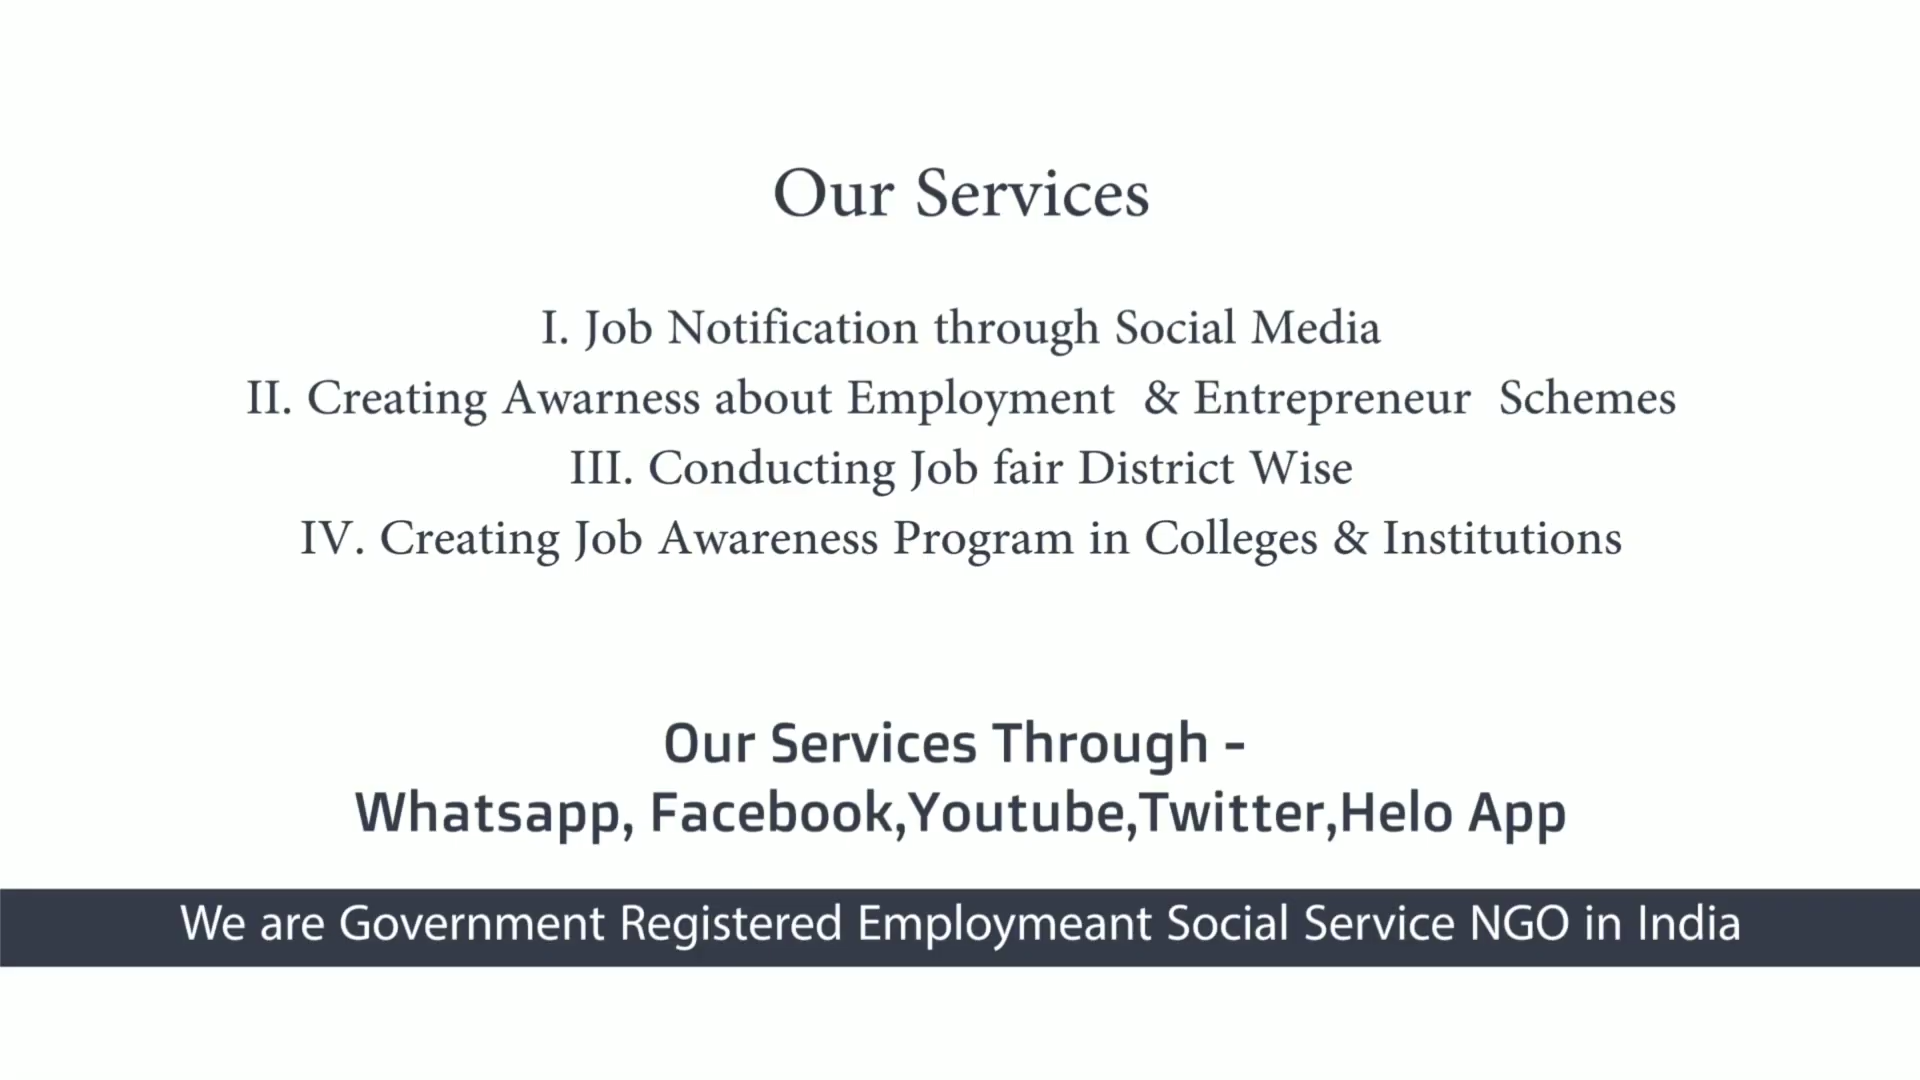 Our Services
I. Job Notification through Social Media
II. Creating Awarness about Employment & Entrepreneur Schemes
III. Conducting Job fair District Wise
IV. Creating Job Awareness Program in Colleges & Institutions
Our Services Through -
Whatsapp, Facebook,Youtube,Twitter,Helo App
We are Government Registered Employmeant Social Service NGO in India